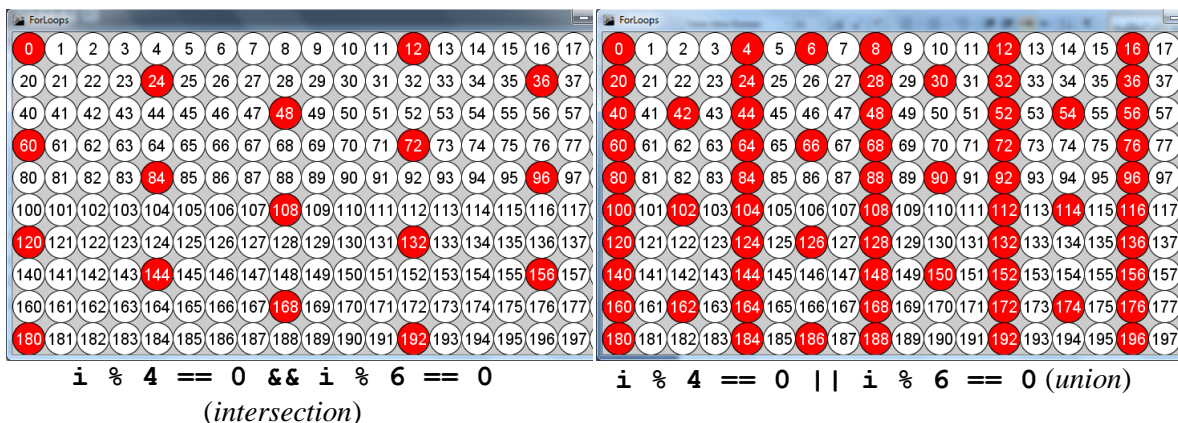 ForLoops
0 1 2 3 4 5 6 7 8 9 10 11 12 13 14 15 16 17
20 21 22 23 24 25 26 27 28 29 30 31 32 33 34 35 36 37
40 41 42 43 44 45 46 47 48 49 50 51 52 53 54 55 56 57
60 61 62 63 64 65 66 67 68 69 70 71 72 73 74 75 76 77
80 81 82 83 84 85 86 87 88 89 90 91 92 93 94 95 96 97
100 101 102 103 104 105 106 107 108 109 110 111 112 113 114 115 116 117
120 121 122 123 124 125 126 127 128 129 130 131 132 133 134 135 136 137
140 141 142 143 144 145 146 147 148 149 150 151 152 153 154 155 156 157
160 161 162 163 164 165 166 167 168 169 170 171 172 173 174 175 176 177
180 181 182 183 184 185 186 187 188 189 190 191 192 193 194 195 196 197
i % 4 == 0 && i % 6 == 0
(intersection)
ForLoops
0 1 2 3 4 5 6 7 8 9 10 11 12 13 14 15 16 17
20 21 22 23 24 25 26 27 28 29 30 31 32 33 34 35 36 37
40 41 42 43 44 45 46 47 48 49 50 51 52 53 54 55 56 57
60 61 62 63 64 65 66 67 68 69 70 71 72 73 74 75 76 77
80 81 82 83 84 85 86 87 88 89 90 91 92 93 94 95 96 97
100 101 102 103 104 105 106 107 108 109 110 111 112 113 114 115 116 117
120 121 122 123 124 125 126 127 128 129 130 131 132 133 134 135 136 137
140 141 142 143 144 145 146 147 148 149 150 151 152 153 154 155 156 157
160 161 162 163 164 165 166 167 168 169 170 171 172 173 174 175 176 177
180 181 182 183 184 185 186 187 188 189 190 191 192 193 194 195 196 197
i % 4 == 0 || i % 6 == 0 (union)